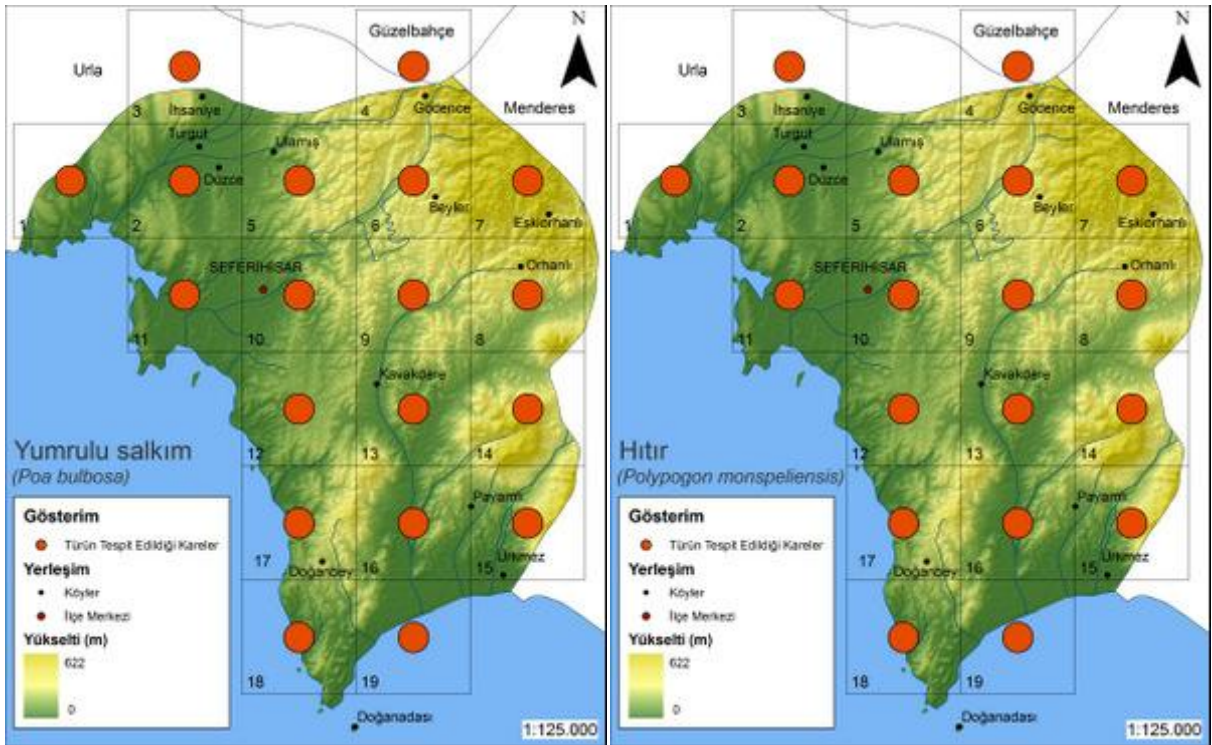 N
Güzelbahçe
Urla
3
İhsaniye
4
Gödence
Menderes
Turgut
Ulamış
Düzce
Beyler
Eskiorhanlı
1
2
5
6
7
SEFERİHİSAR
Orhanlı
11
10
9
8
Kavakdere
Yumrulu salkım
(Poa bulbosa)
12
13
14
Payamlı
Gösterim
Türün Tespit Edildiği Kareler
Yerleşim
Köyler
İlçe Merkezi
Yükselti (m)
622
0
17
Doğanbey
16
15
Ürkmez
18
19
Doğanadası
1:125.000
N
Güzelbahçe
Urla
3
İhsaniye
4
Gödence
Menderes
Turgut
Ulamış
Düzce
Beyler
Eskiorhanlı
1
2
5
6
7
SEFERİHİSAR
Orhanlı
11
10
9
8
Kavakdere
Hıtır
(Polypogon monspeliensis)
12
13
14
Payamlı
Gösterim
Türün Tespit Edildiği Kareler
Yerleşim
Köyler
İlçe Merkezi
Yükselti (m)
622
0
17
Doğanbey
16
15
Ürkmez
18
19
Doğanadası
1:125.000